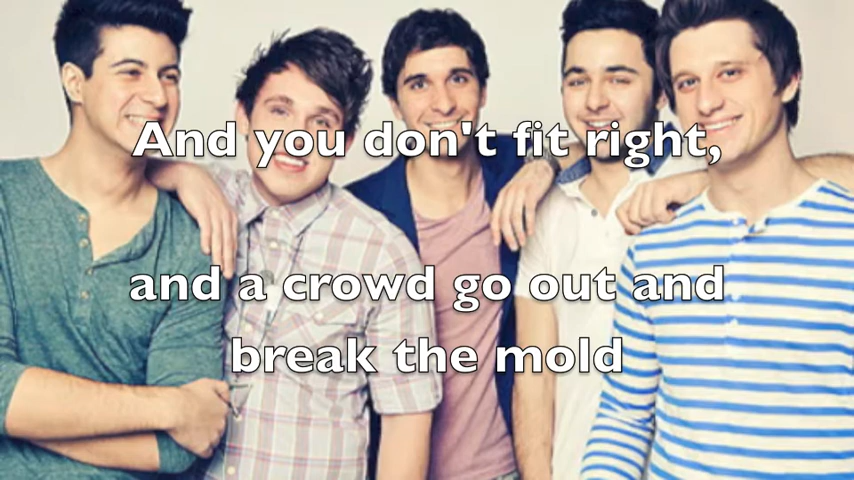 And you don't fit right,
and a crowd go out and
break the mold